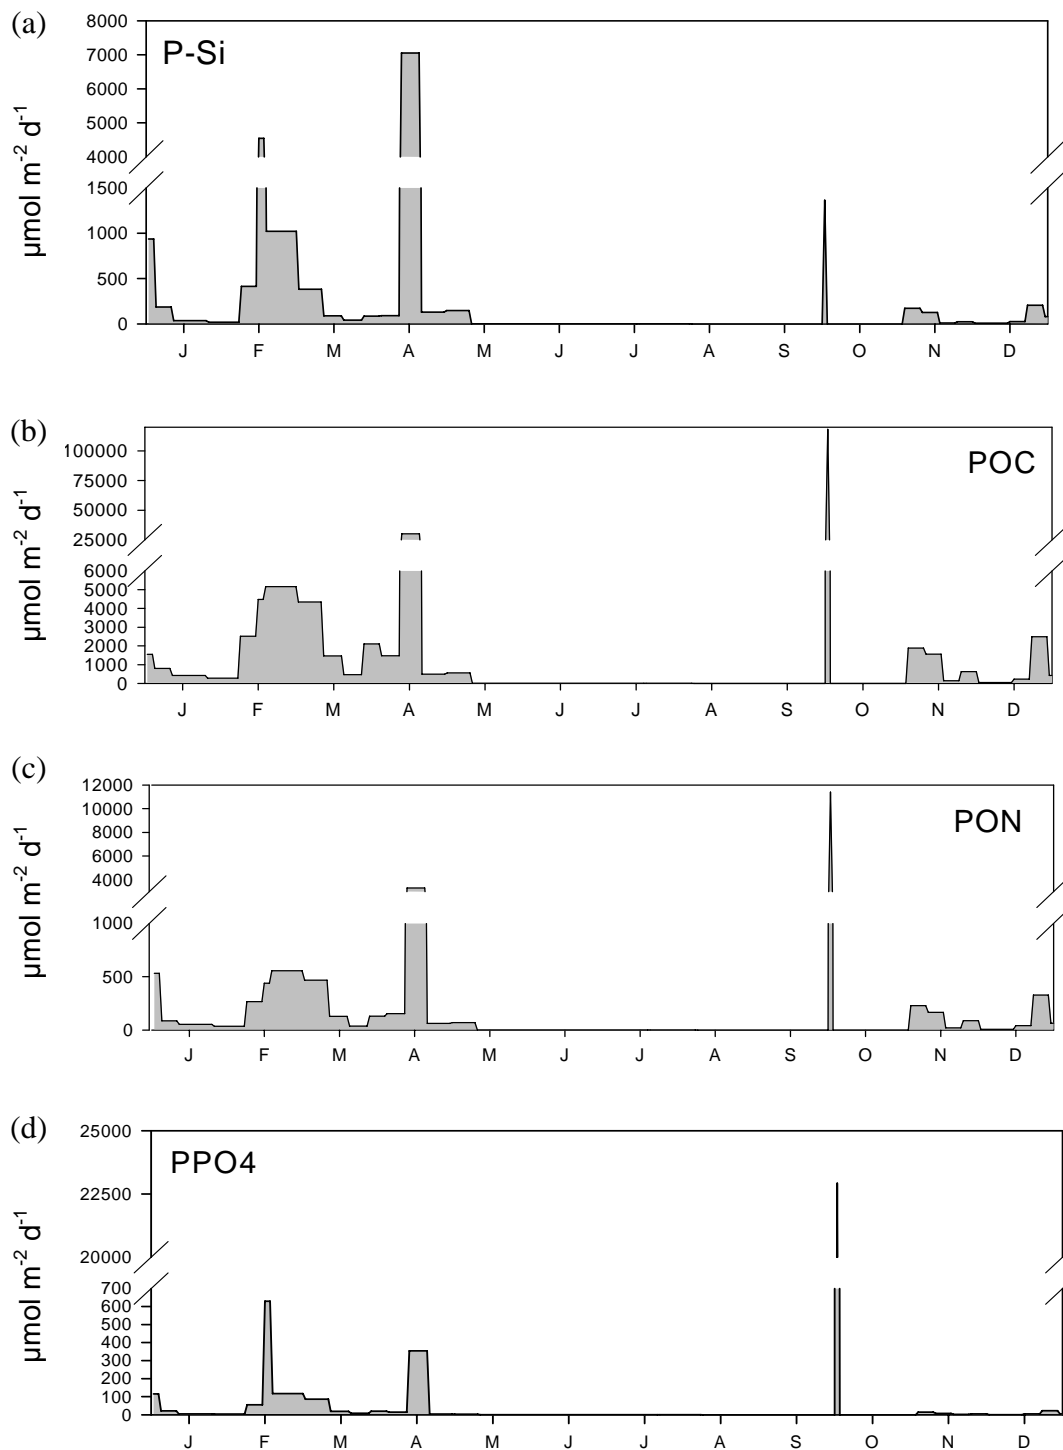 (a)
P-Si
8000
7000
6000
5000
4000
1500
1000
500
0
µmol m-2 d-1
J F M A M J J A S O N D
(b)
POC
100000
75000
50000
25000
6000
5000
4000
3000
2000
1000
0
µmol m-2 d-1
J F M A M J J A S O N D
(c)
PON
12000
10000
8000
6000
4000
1000
500
0
µmol m-2 d-1
J F M A M J J A S O N D
(d)
PPO4
25000
22500
20000
700
600
500
400
300
200
100
0
µmol m-2 d-1
J F M A M J J A S O N D